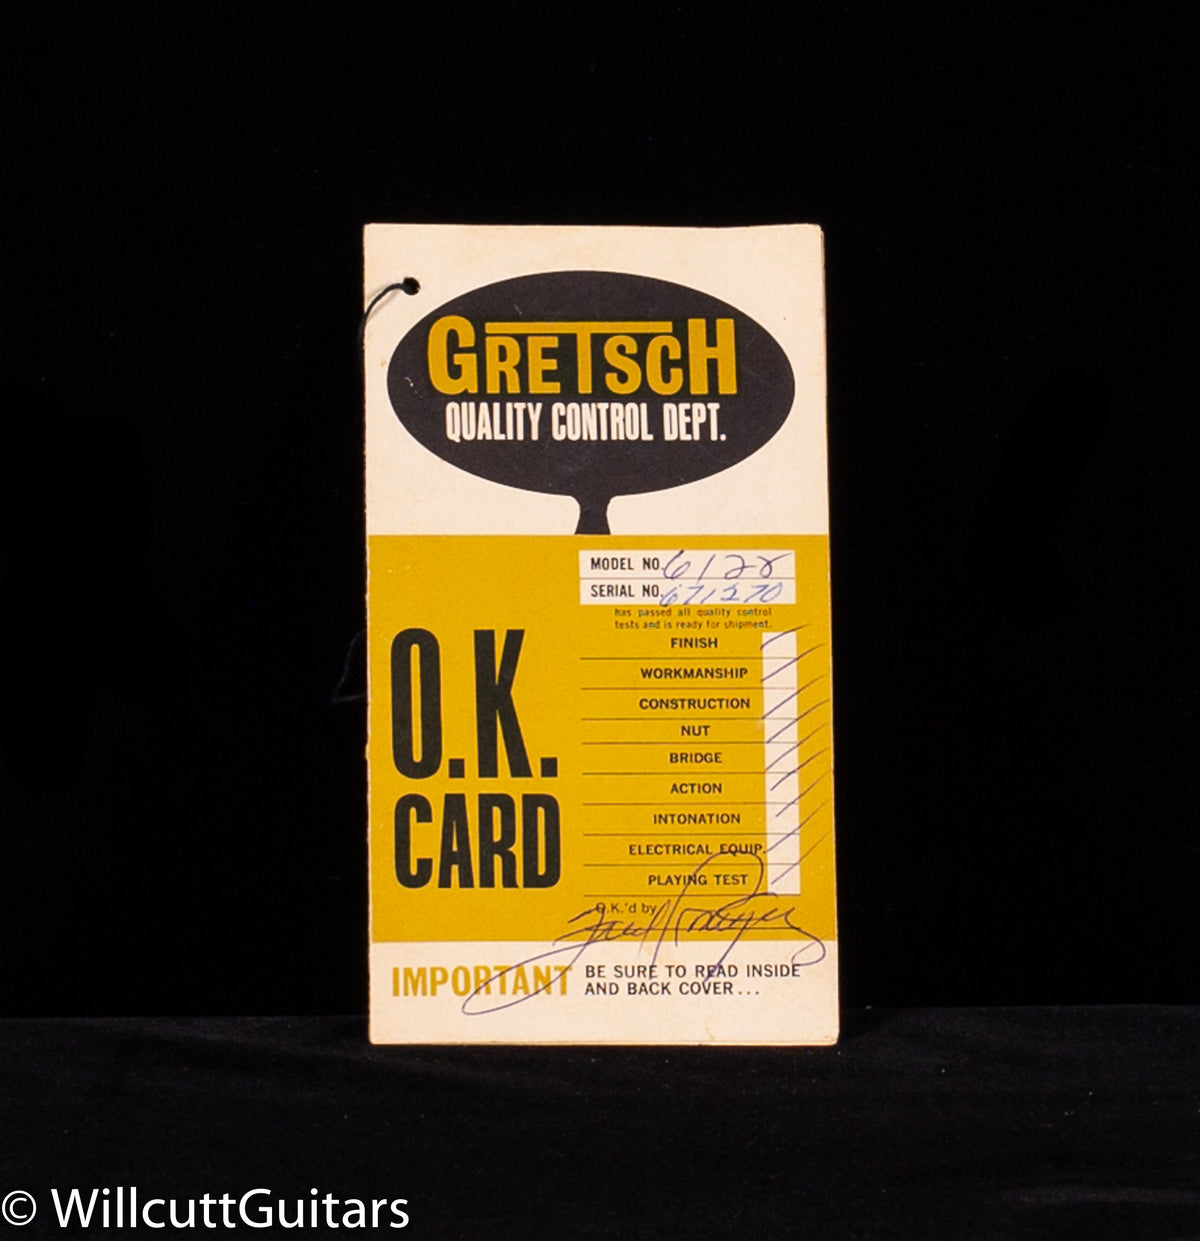 GRETSCH
QUALITY CONTROL DEPT.
MODEL NO. 6128
SERIAL NO. 671270
has passed all quality control
tests and is ready for shipment.
O.K.
CARD
FINISH
WORKMANSHIP
CONSTRUCTION
NUT
BRIDGE
ACTION
INTONATION
ELECTRICAL EQUIP.
PLAYING TEST
O.K.'d by
IMPORTANT BE SURE TO READ INSIDE
AND BACK COVER...
© WillcuttGuitars